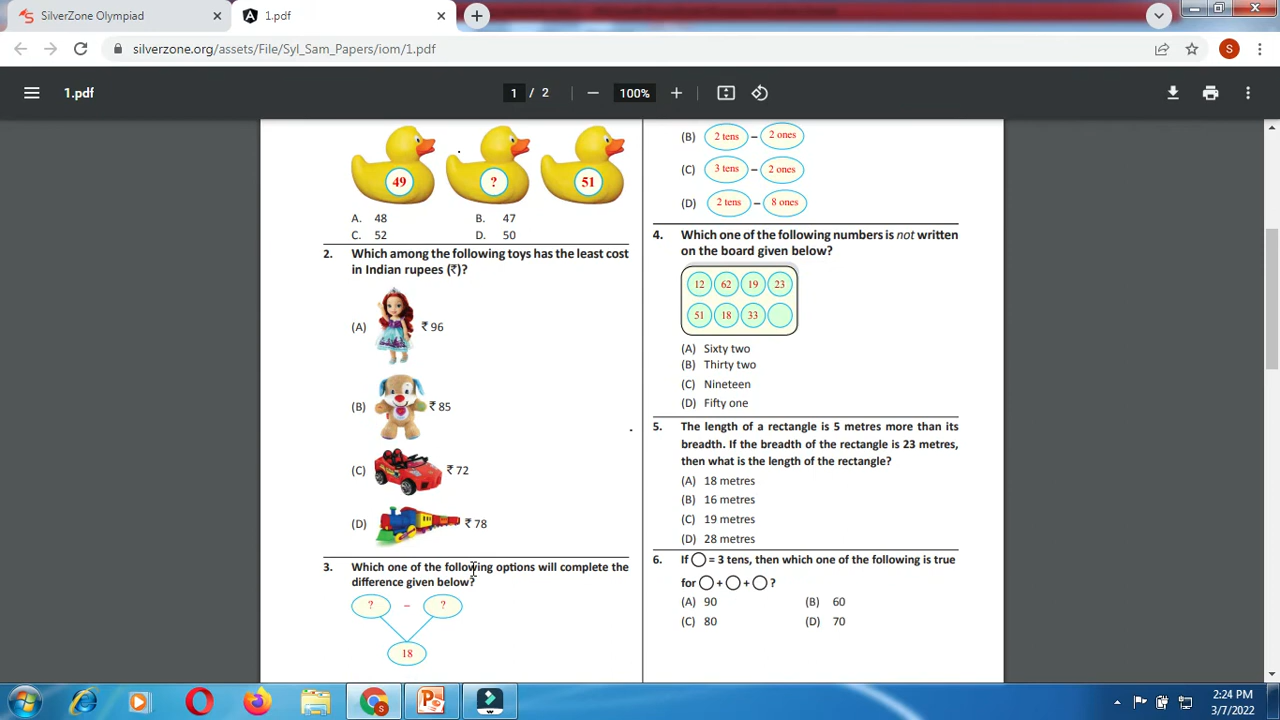 SilverZone Olympiad
1.pdf
silverzone.org/assets/File/Syl_Sam_Papers/iom/1.pdf
S
1.pdf
1 / 2
100%
49
?
51
A. 48
B. 47
C. 52
D. 50
2. Which among the following toys has the least cost
in Indian rupees (₹)?
(A) ₹ 96
(B) ₹ 85
(C) ₹ 72
(D) ₹ 78
3. Which one of the following options will complete the
difference given below?
? – ?
18
(B) 2 tens – 2 ones
(C) 3 tens – 2 ones
(D) 2 tens – 8 ones
4. Which one of the following numbers is not written
on the board given below?
12 62 19 23
51 18 33
(A) Sixty two
(B) Thirty two
(C) Nineteen
(D) Fifty one
5. The length of a rectangle is 5 metres more than its
breadth. If the breadth of the rectangle is 23 metres,
then what is the length of the rectangle?
(A) 18 metres
(B) 16 metres
(C) 19 metres
(D) 28 metres
6. If ◯ = 3 tens, then which one of the following is true
for ◯ + ◯ + ◯ ?
(A) 90
(B) 60
(C) 80
(D) 70
2:24 PM
3/7/2022